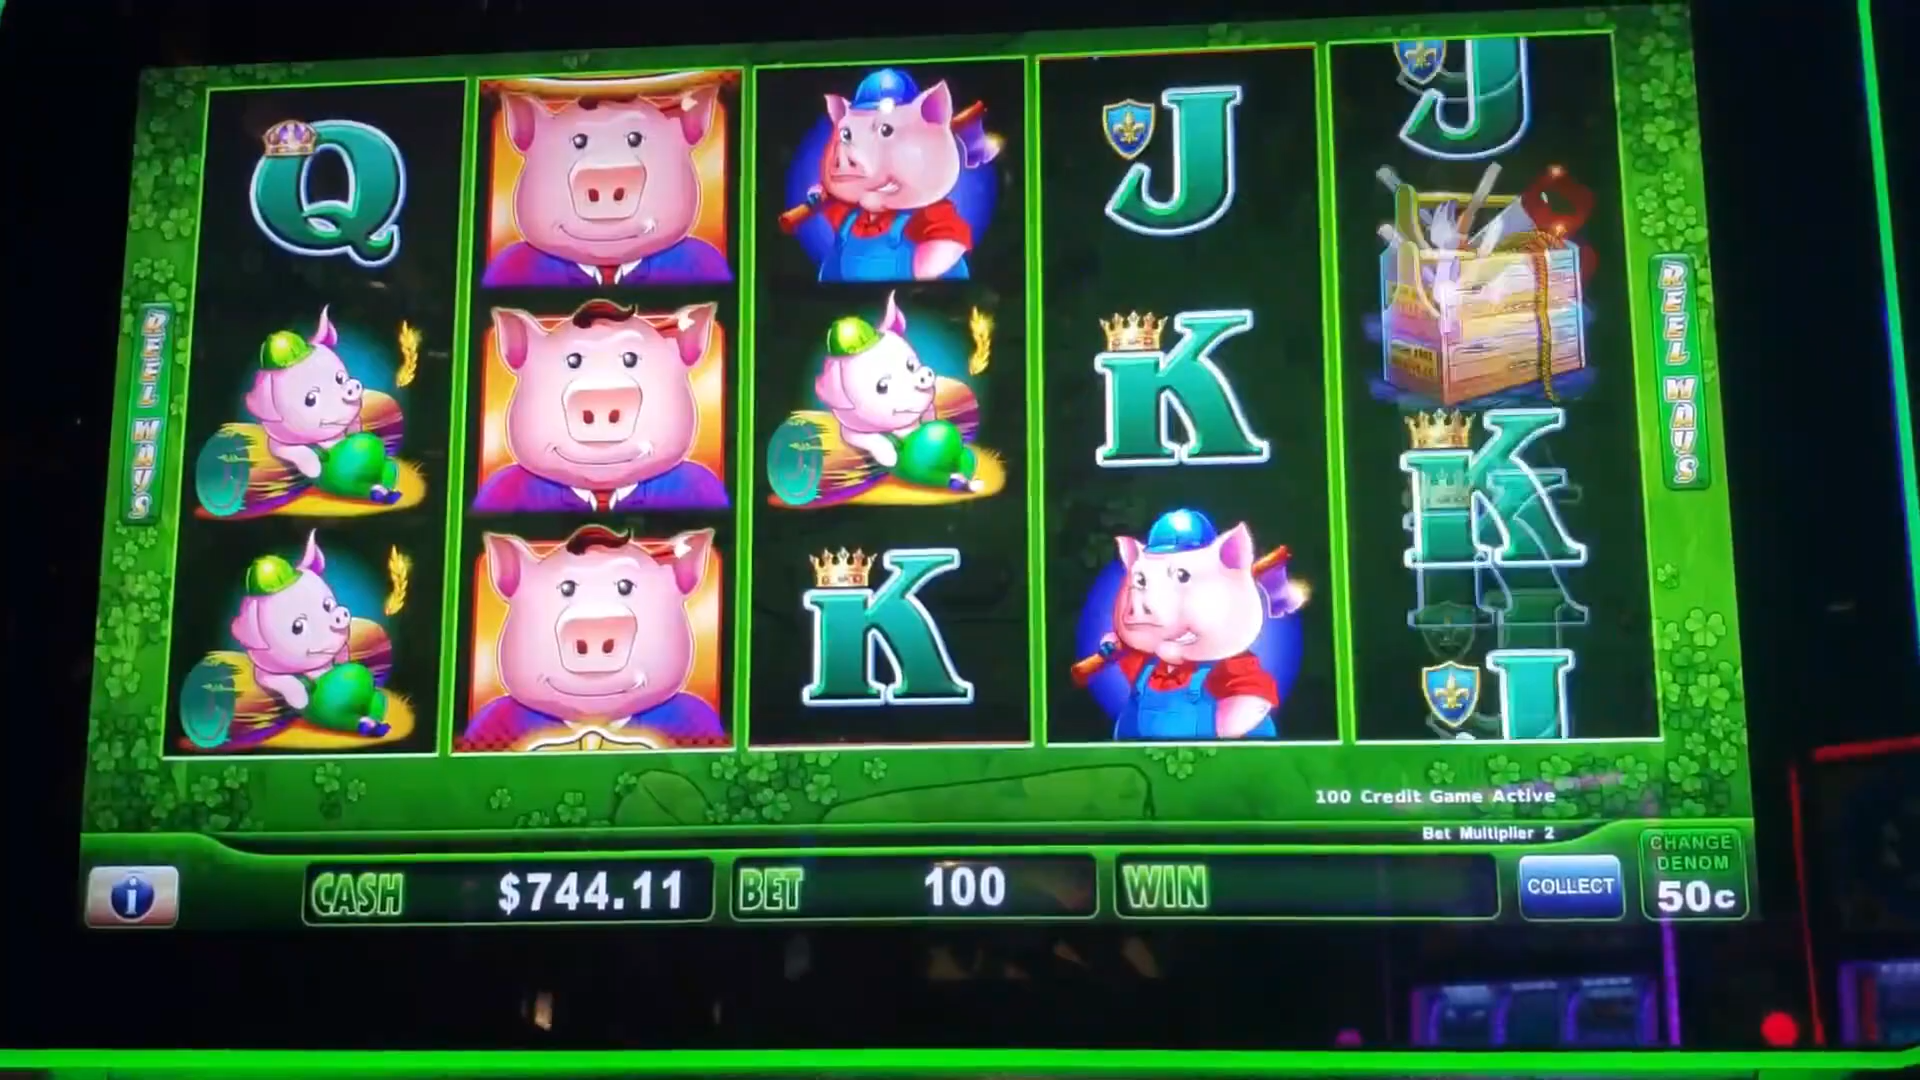 Q
J
J
REEL WAYS
K
K
REEL WAYS
K
J
100 Credit Game Active
Bet Multiplier 2
CHANGE
DENOM
50c
CASH $744.11 BET 100 WIN
COLLECT
i